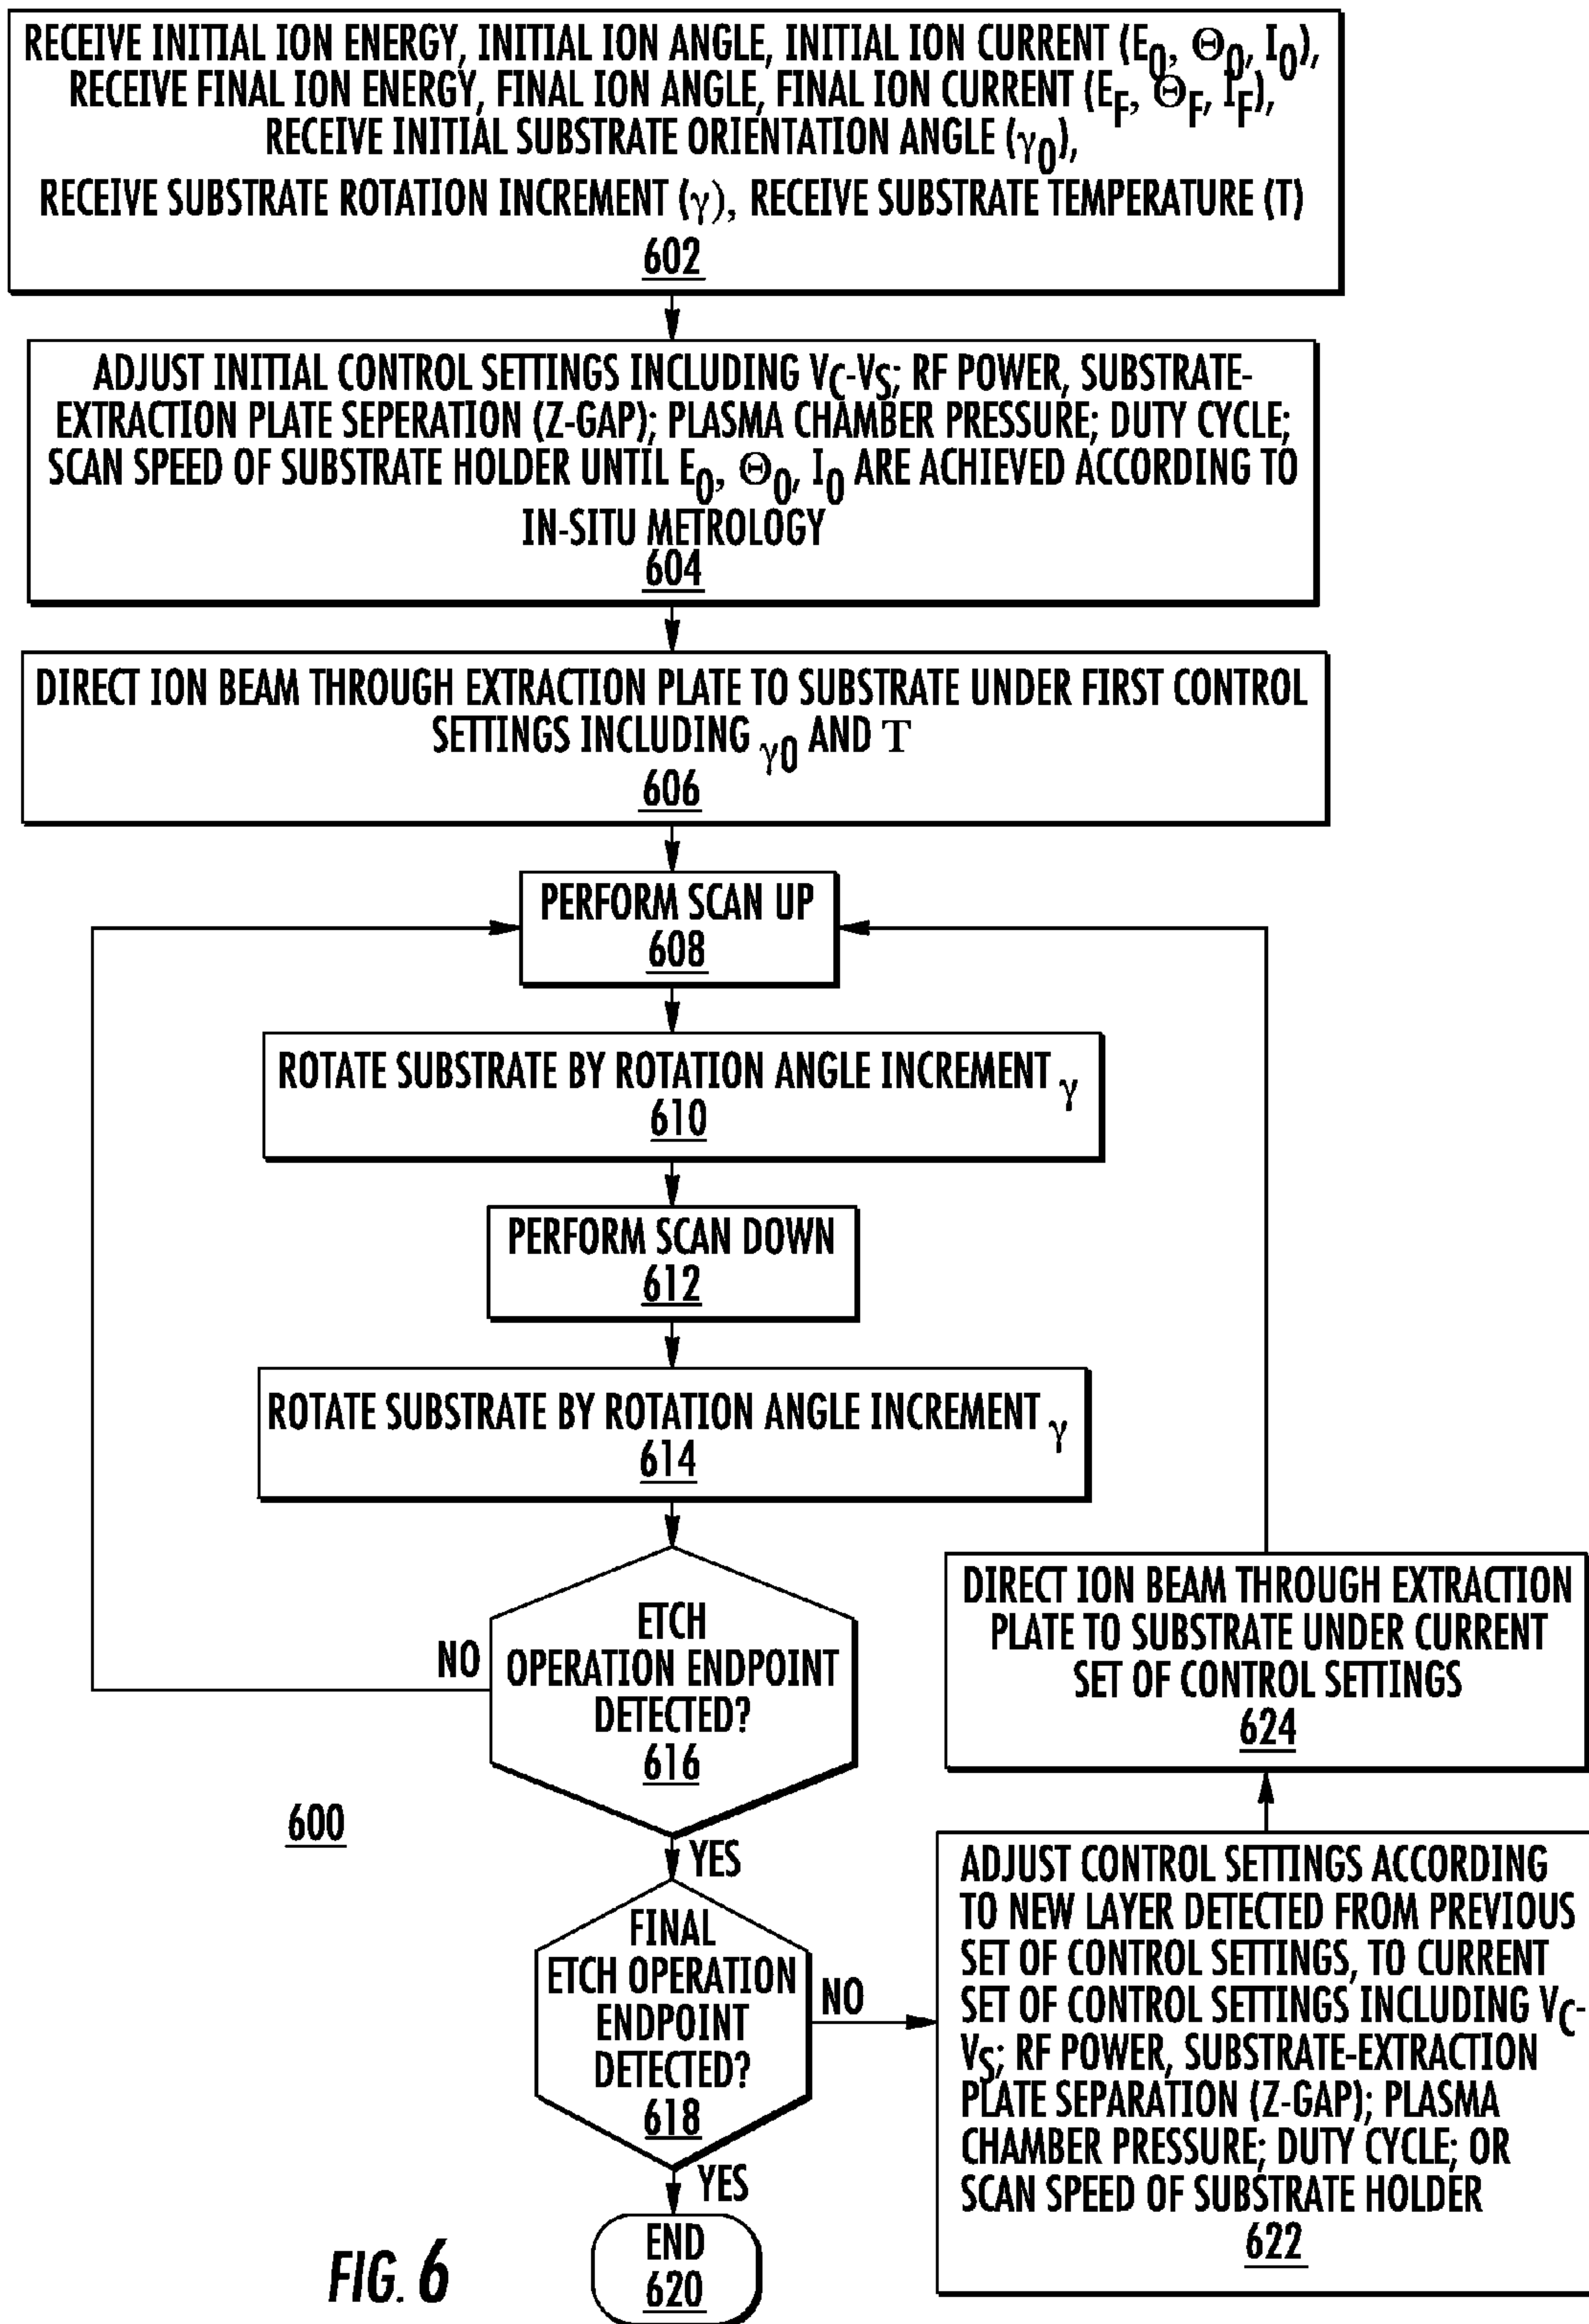 RECEIVE INITIAL ION ENERGY, INITIAL ION ANGLE, INITIAL ION CURRENT (E0, Θ0, I0),
RECEIVE FINAL ION ENERGY, FINAL ION ANGLE, FINAL ION CURRENT (EF, ΘF, IF),
RECEIVE INITIAL SUBSTRATE ORIENTATION ANGLE (γ0),
RECEIVE SUBSTRATE ROTATION INCREMENT (γ), RECEIVE SUBSTRATE TEMPERATURE (T)
602
ADJUST INITIAL CONTROL SETTINGS INCLUDING VC-VS; RF POWER, SUBSTRATE-
EXTRACTION PLATE SEPERATION (Z-GAP); PLASMA CHAMBER PRESSURE; DUTY CYCLE;
SCAN SPEED OF SUBSTRATE HOLDER UNTIL E0, Θ0, I0 ARE ACHIEVED ACCORDING TO
IN-SITU METROLOGY
604
DIRECT ION BEAM THROUGH EXTRACTION PLATE TO SUBSTRATE UNDER FIRST CONTROL
SETTINGS INCLUDING γ0 AND T
606
PERFORM SCAN UP
608
ROTATE SUBSTRATE BY ROTATION ANGLE INCREMENT γ
610
PERFORM SCAN DOWN
612
ROTATE SUBSTRATE BY ROTATION ANGLE INCREMENT γ
614
ETCH
OPERATION ENDPOINT
DETECTED?
616
NO
YES
FINAL
ETCH OPERATION
ENDPOINT
DETECTED?
618
NO
YES
END
620
ADJUST CONTROL SETTINGS ACCORDING
TO NEW LAYER DETECTED FROM PREVIOUS
SET OF CONTROL SETTINGS, TO CURRENT
SET OF CONTROL SETTINGS INCLUDING VC-
VS; RF POWER, SUBSTRATE-EXTRACTION
PLATE SEPARATION (Z-GAP); PLASMA
CHAMBER PRESSURE; DUTY CYCLE; OR
SCAN SPEED OF SUBSTRATE HOLDER
622
DIRECT ION BEAM THROUGH EXTRACTION
PLATE TO SUBSTRATE UNDER CURRENT
SET OF CONTROL SETTINGS
624
600
FIG. 6